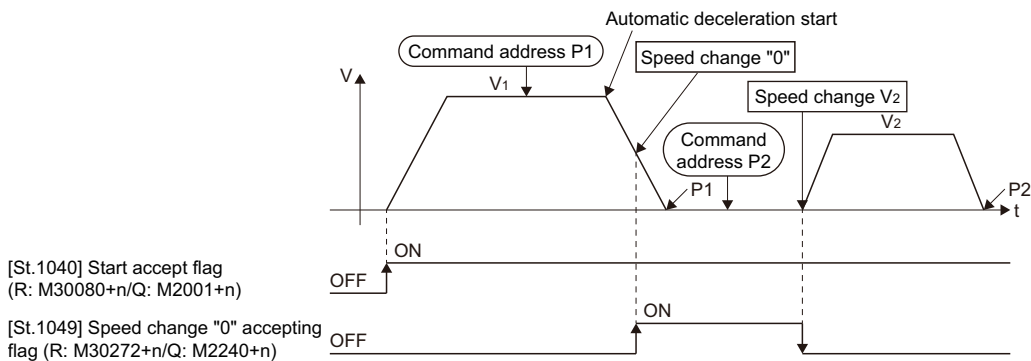 Automatic deceleration start
Command address P1
Speed change "0"
V
V1
Speed change V2
V2
Command
address P2
P1
P2
t
[St.1040] Start accept flag
(R: M30080+n/Q: M2001+n)
OFF
ON
[St.1049] Speed change "0" accepting
flag (R: M30272+n/Q: M2240+n)
OFF
ON